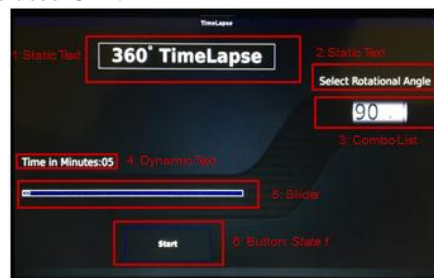 TimeLapse
1: Static Text
360° TimeLapse
2: Static Text
Select Rotational Angle
90
3: Combo List
Time in Minutes:05
4: Dynamic Text
5: Slider
Start
6: Button State 1